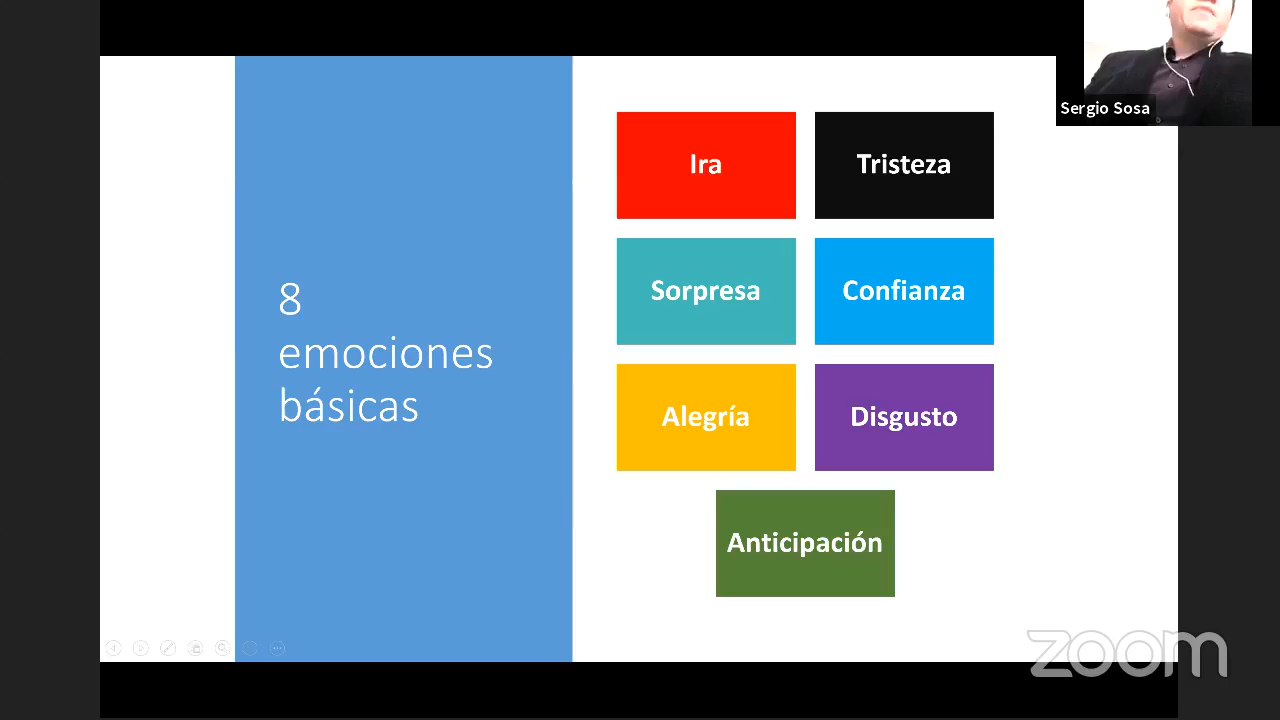 Sergio Sosa
Ira
Tristeza
Sorpresa
Confianza
8
emociones
básicas
Alegría
Disgusto
Anticipación
zoom